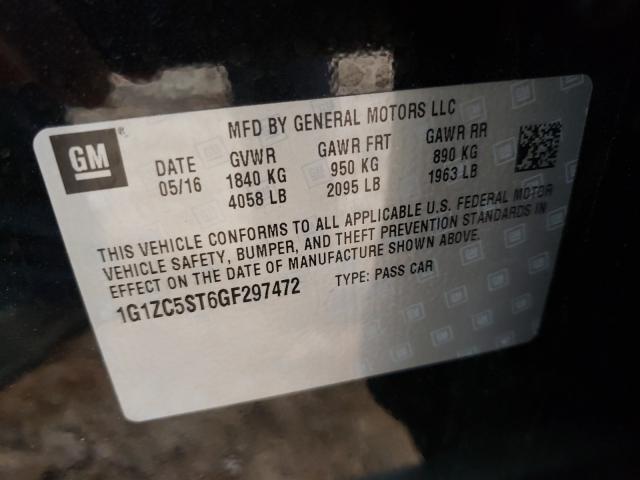 MFD BY GENERAL MOTORS LLC
GM
DATE GVWR GAWR FRT GAWR RR
05/16 1840 KG 950 KG 890 KG
4058 LB 2095 LB 1963 LB
THIS VEHICLE CONFORMS TO ALL APPLICABLE U.S. FEDERAL MOTOR
VEHICLE SAFETY, BUMPER, AND THEFT PREVENTION STANDARDS IN
EFFECT ON THE DATE OF MANUFACTURE SHOWN ABOVE.
1G1ZC5ST6GF297472 TYPE: PASS CAR